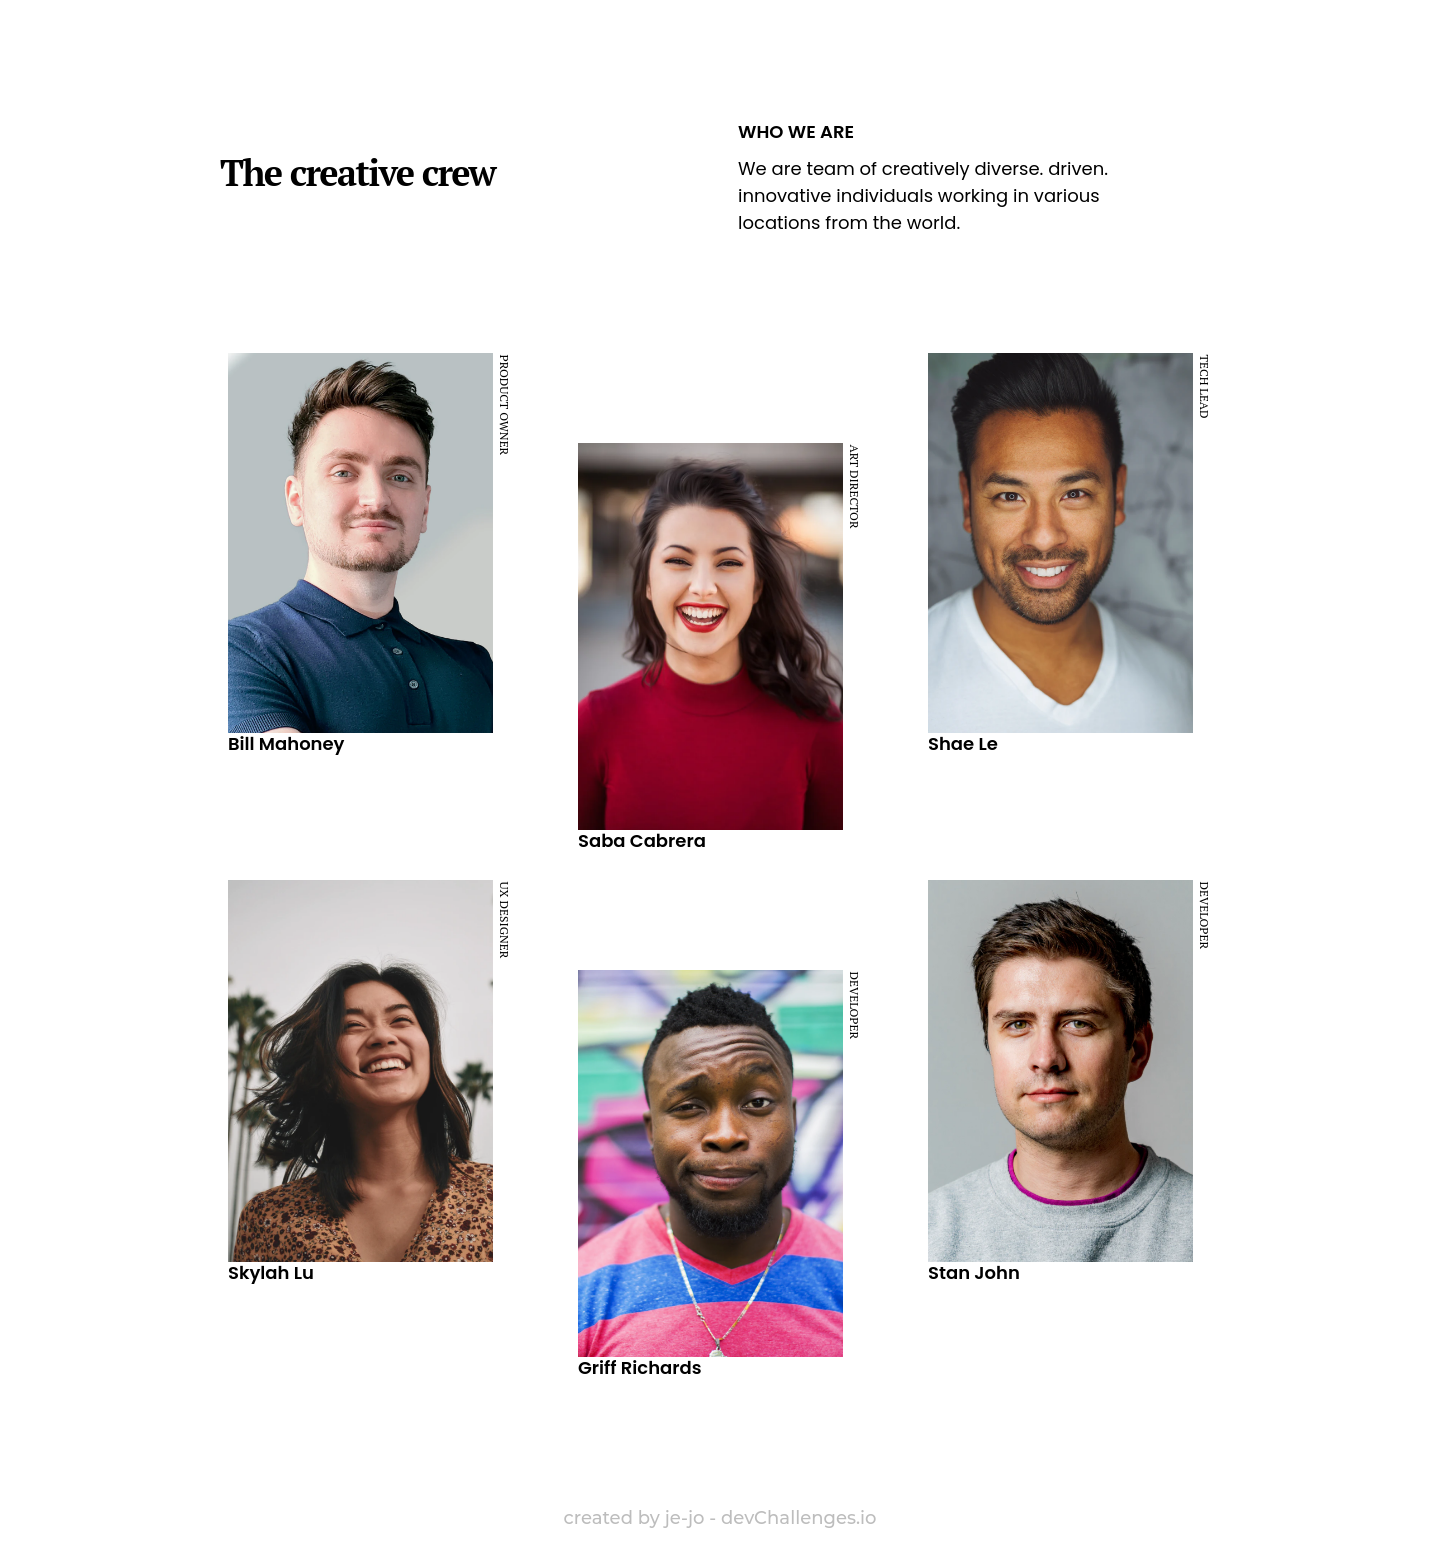 The creative crew
WHO WE ARE
We are team of creatively diverse. driven.
innovative individuals working in various
locations from the world.
PRODUCT OWNER
Bill Mahoney
ART DIRECTOR
Saba Cabrera
TECH LEAD
Shae Le
UX DESIGNER
Skylah Lu
DEVELOPER
Griff Richards
DEVELOPER
Stan John
created by je-jo - devChallenges.io